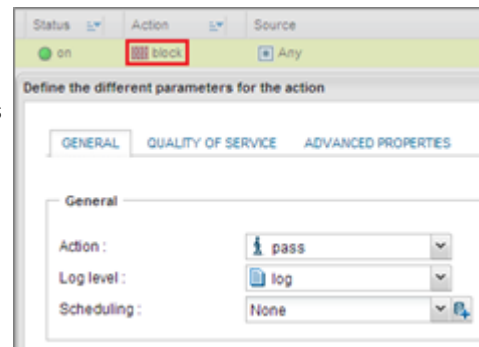 Status Action Source
on block Any
Define the different parameters for the action
GENERAL QUALITY OF SERVICE ADVANCED PROPERTIES
General
Action : pass
Log level : log
Scheduling : None